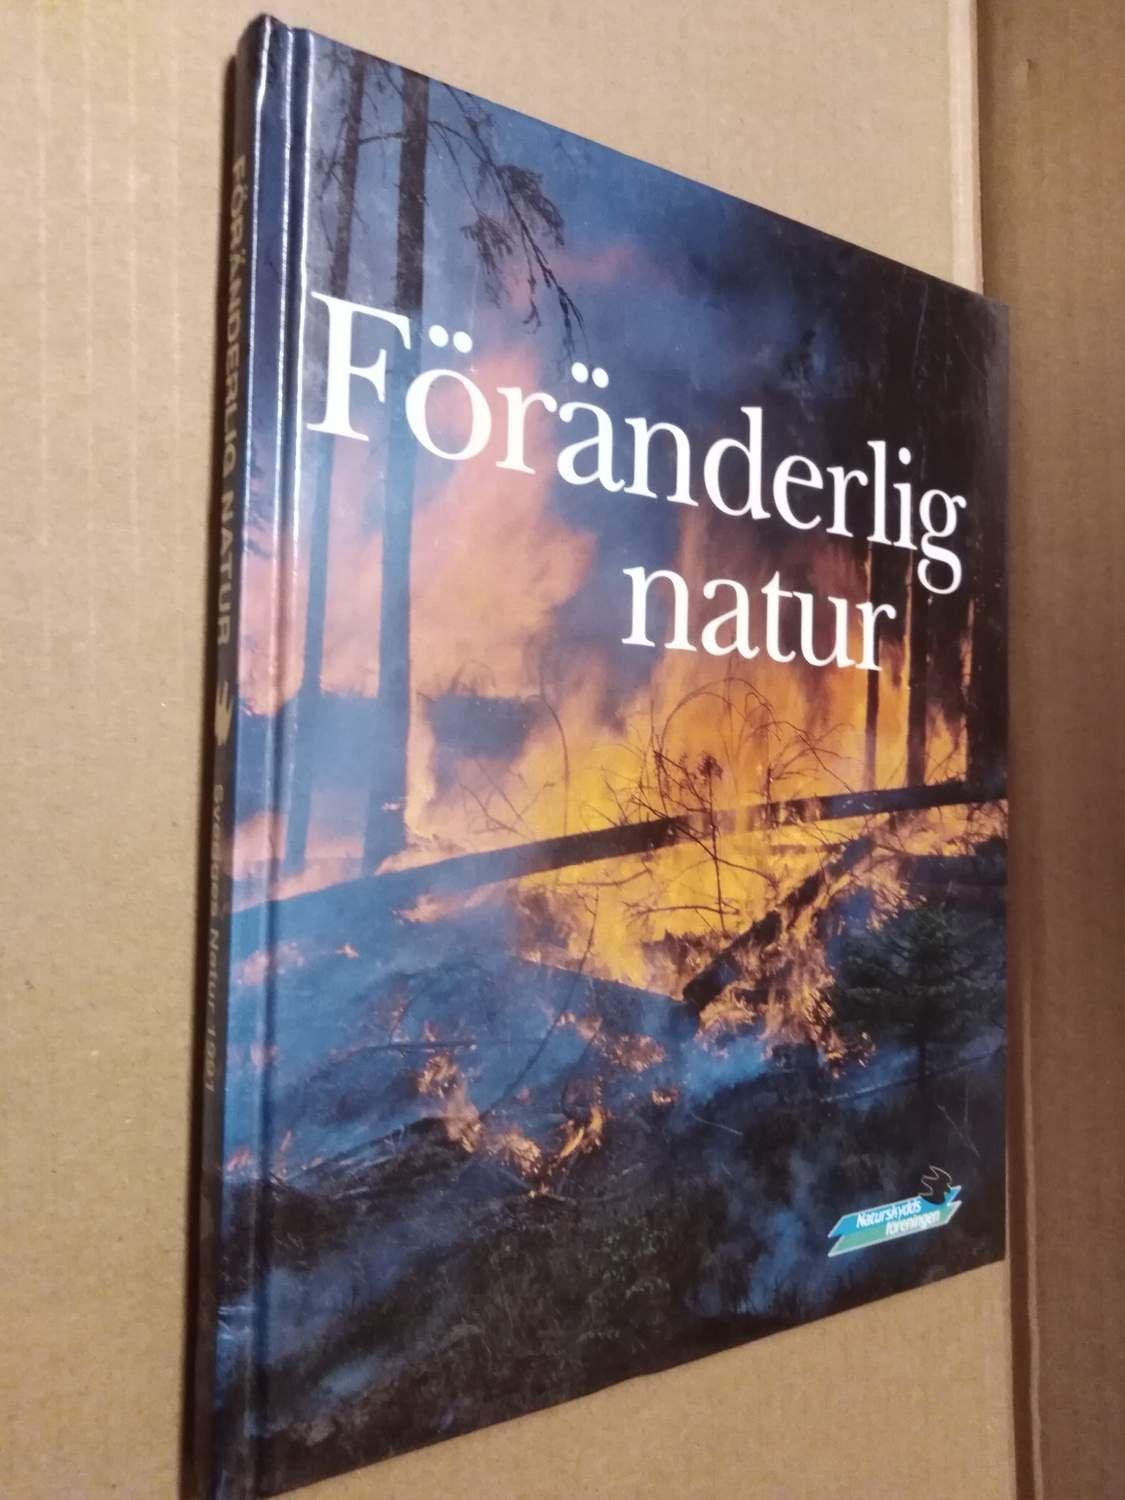 Föränderlig
natur
Naturskydds
föreningen
FÖRÄNDERLIG NATUR Sveriges Natur 1991